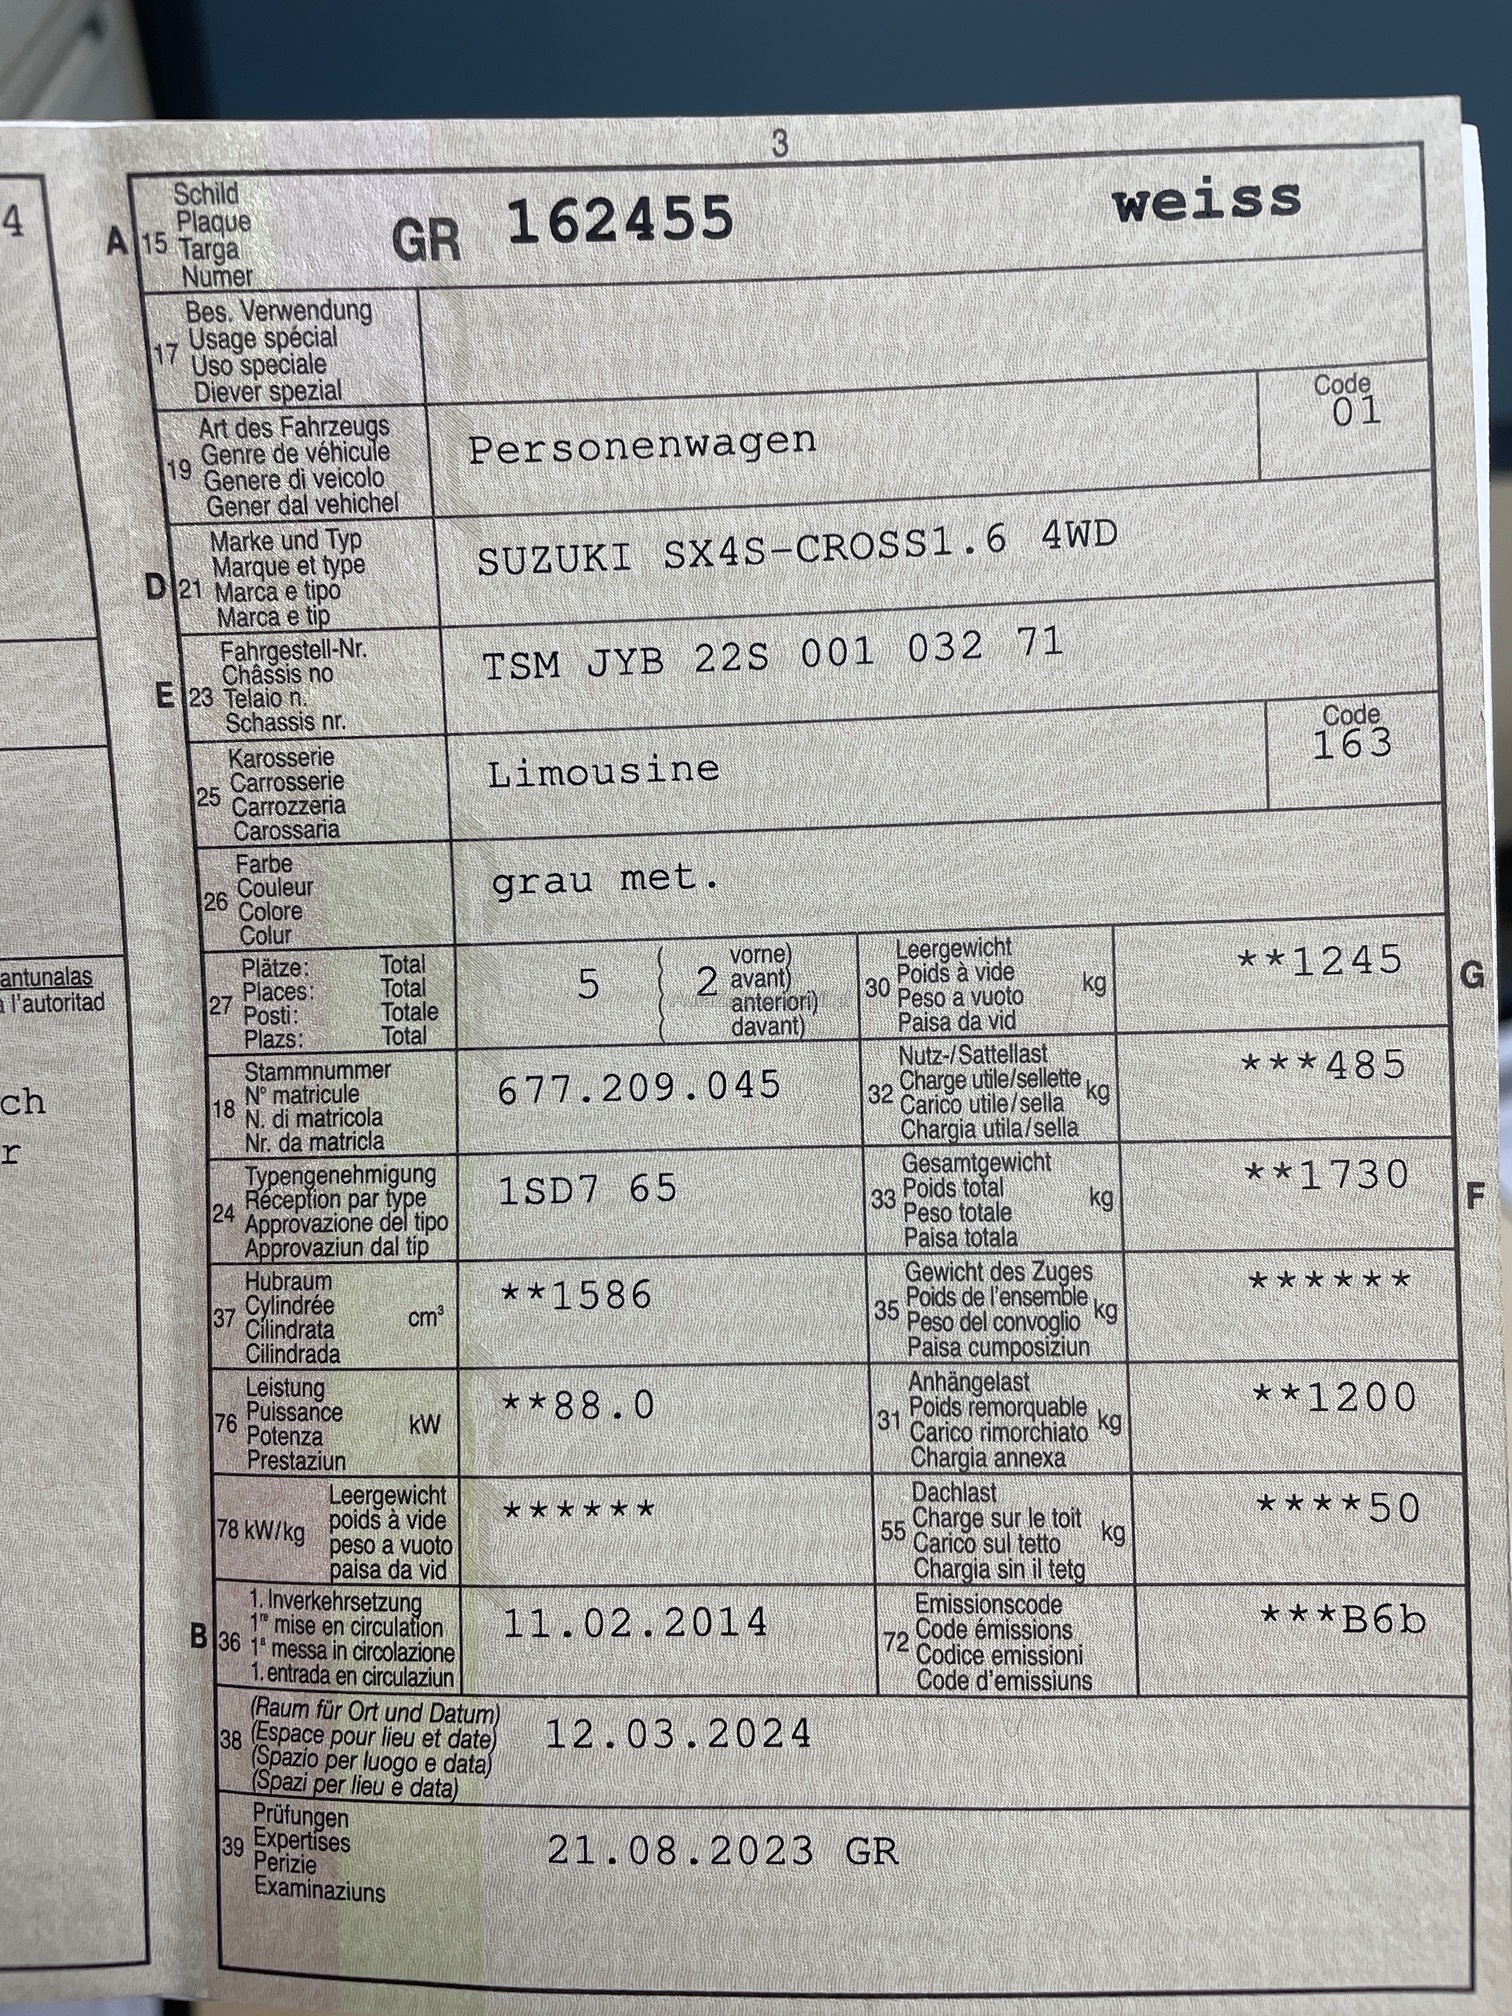 3
4
A 15 Schild
Plaque
Targa
Numer
GR 162455 weiss
17 Bes. Verwendung
Usage spécial
Uso speciale
Diever spezial
19 Art des Fahrzeugs
Genre de véhicule
Genere di veicolo
Gener dal vehichel
Personenwagen
Code
01
D 21 Marke und Typ
Marque et type
Marca e tipo
Marca e tip
SUZUKI SX4S-CROSS1.6 4WD
E 23 Fahrgestell-Nr.
Châssis no
Telaio n.
Schassis nr.
TSM JYB 22S 001 032 71
25 Karosserie
Carrosserie
Carrozzeria
Carossaria
Limousine
Code
163
26 Farbe
Couleur
Colore
Colur
grau met.
27 Plätze: Total
Places: Total
Posti: Totale
Plazs: Total
5 ( 2 vorne)
( avant)
( anteriori)
( davant)
30 Leergewicht
Poids à vide
Peso a vuoto
Paisa da vid
kg
**1245
G
antunalas
l'autoritad
18 Stammnummer
N° matricule
N. di matricola
Nr. da matricla
677.209.045
32 Nutz-/Sattellast
Charge utile/sellette
Carico utile/sella
Chargia utila/sella
kg
***485
ch
r
24 Typengenehmigung
Réception par type
Approvazione del tipo
Approvaziun dal tip
1SD7 65
33 Gesamtgewicht
Poids total
Peso totale
Paisa totala
kg
**1730
F
37 Hubraum
Cylindrée
Cilindrata
Cilindrada
cm³
**1586
35 Gewicht des Zuges
Poids de l'ensemble
Peso del convoglio
Paisa cumposiziun
kg
******
76 Leistung
Puissance
Potenza
Prestaziun
kW
**88.0
31 Anhängelast
Poids remorquable
Carico rimorchiato
Chargia annexa
kg
**1200
78 kW/kg Leergewicht
poids à vide
peso a vuoto
paisa da vid
******
55 Dachlast
Charge sur le toit
Carico sul tetto
Chargia sin il tetg
kg
****50
B 36 1. Inverkehrsetzung
1re mise en circulation
1a messa in circolazione
1. entrada en circulaziun
11.02.2014
72 Emissionscode
Code émissions
Codice emissioni
Code d'emissiuns
***B6b
38 (Raum für Ort und Datum)
(Espace pour lieu et date)
(Spazio per luogo e data)
(Spazi per lieu e data)
12.03.2024
39 Prüfungen
Expertises
Perizie
Examinaziuns
21.08.2023 GR